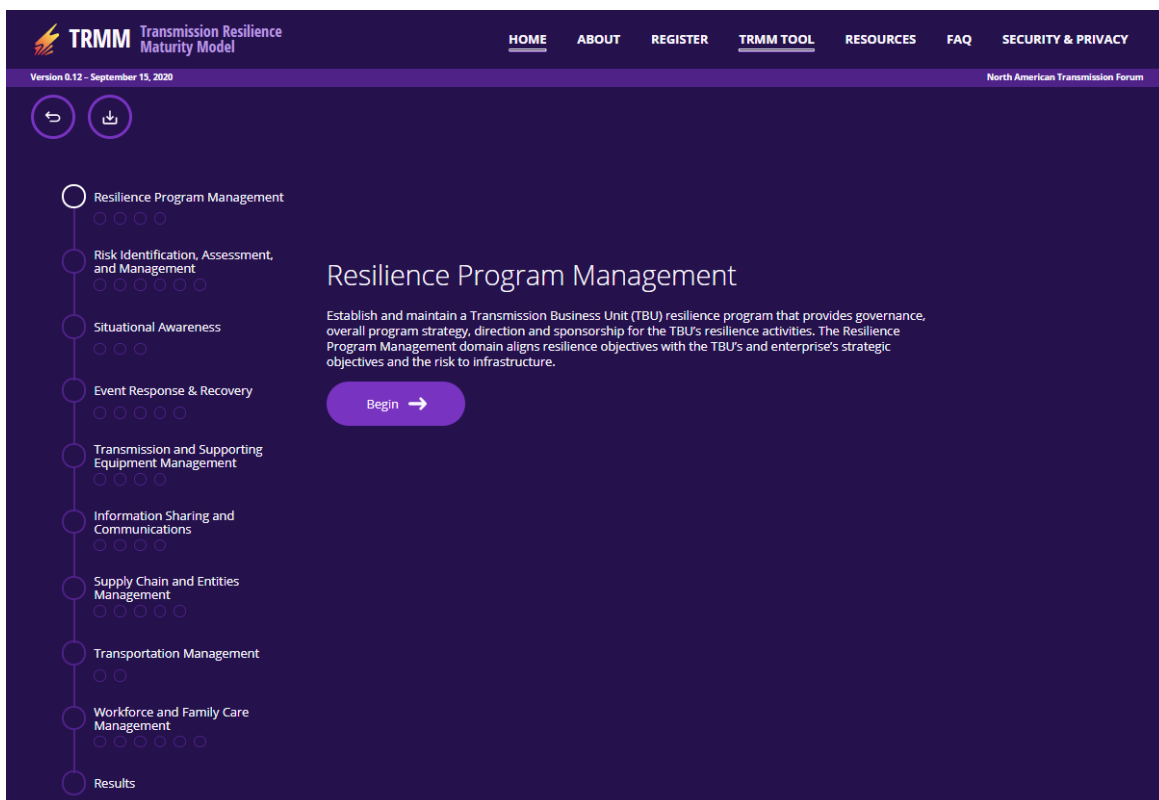 TRMM Transmission Resilience
Maturity Model
HOME ABOUT REGISTER TRMM TOOL RESOURCES FAQ SECURITY & PRIVACY
Version 0.12 – September 15, 2020
North American Transmission Forum
Resilience Program Management
Risk Identification, Assessment,
and Management
Situational Awareness
Event Response & Recovery
Transmission and Supporting
Equipment Management
Information Sharing and
Communications
Supply Chain and Entities
Management
Transportation Management
Workforce and Family Care
Management
Results
Resilience Program Management
Establish and maintain a Transmission Business Unit (TBU) resilience program that provides governance,
overall program strategy, direction and sponsorship for the TBU's resilience activities. The Resilience
Program Management domain aligns resilience objectives with the TBU's and enterprise's strategic
objectives and the risk to infrastructure.
Begin